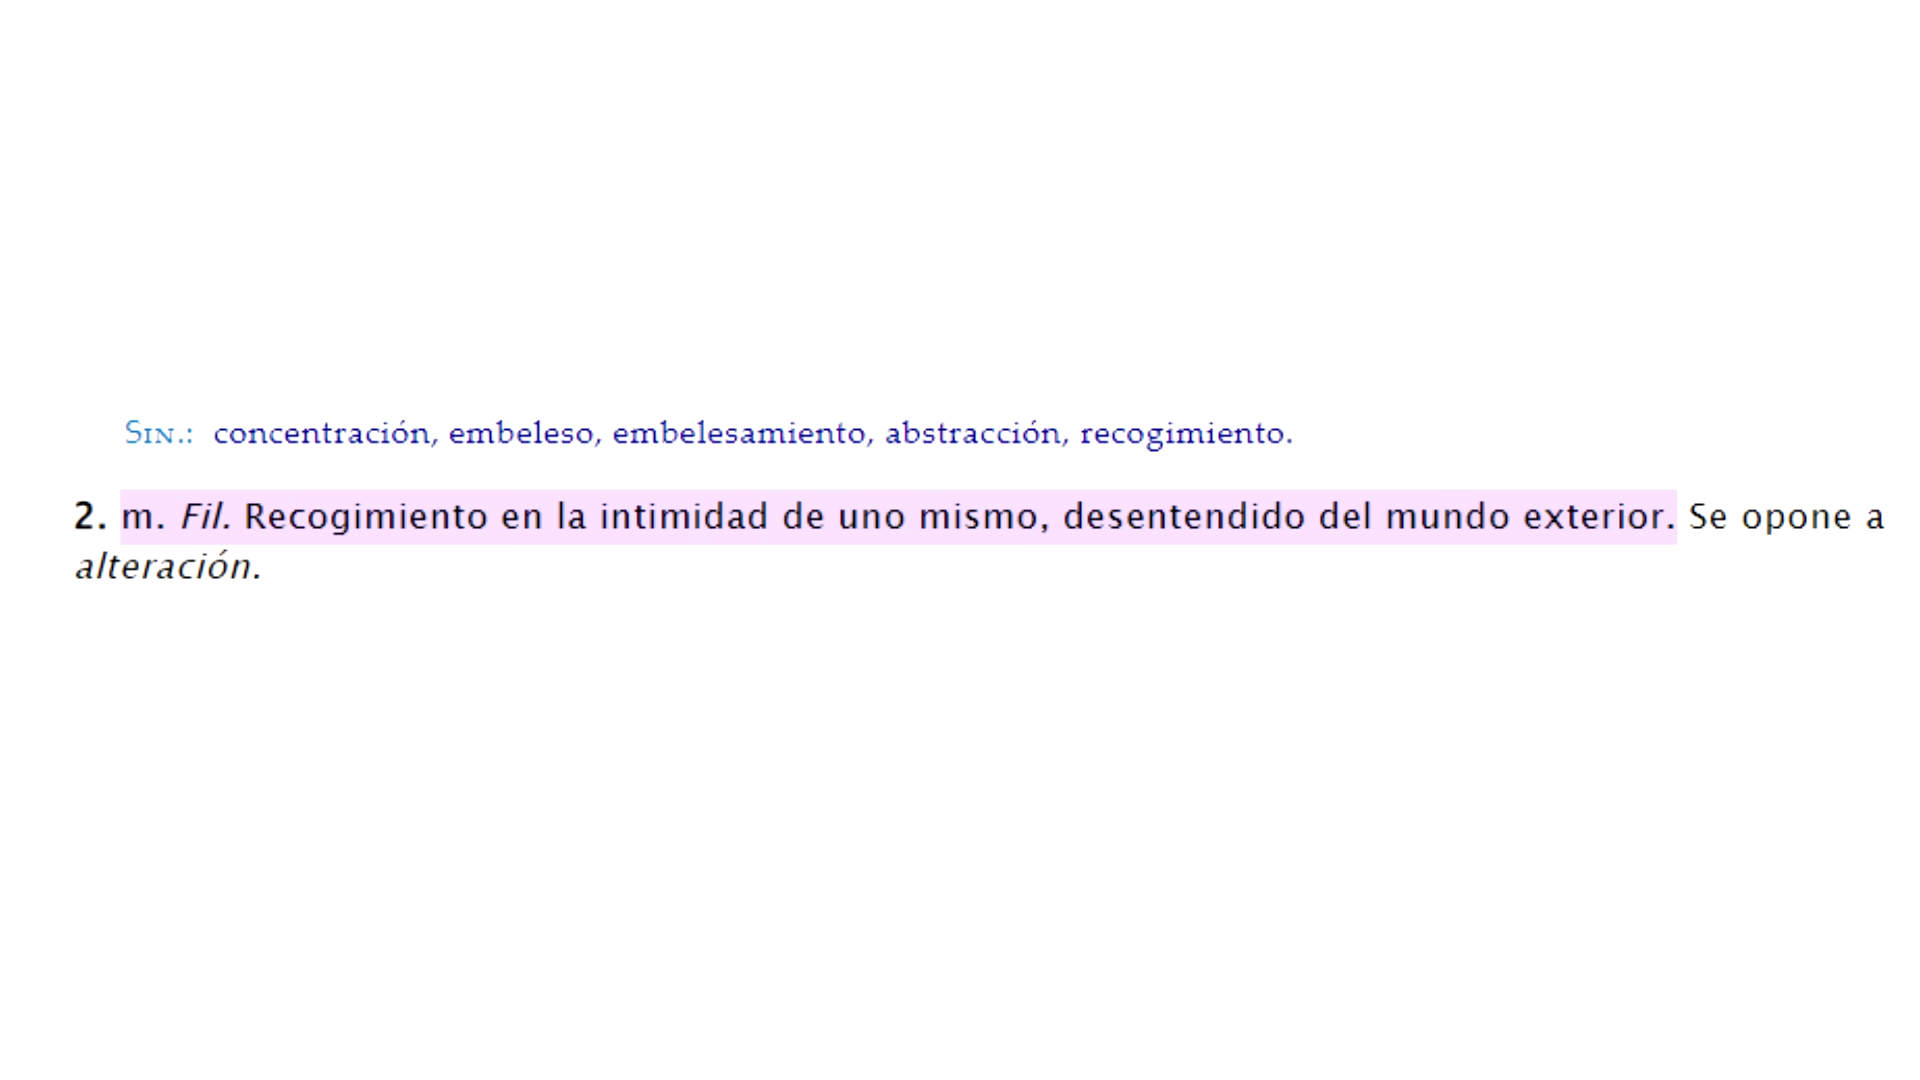 SIN.: concentración, embeleso, embelesamiento, abstracción, recogimiento.
2. m. Fil. Recogimiento en la intimidad de uno mismo, desentendido del mundo exterior. Se opone a
alteración.